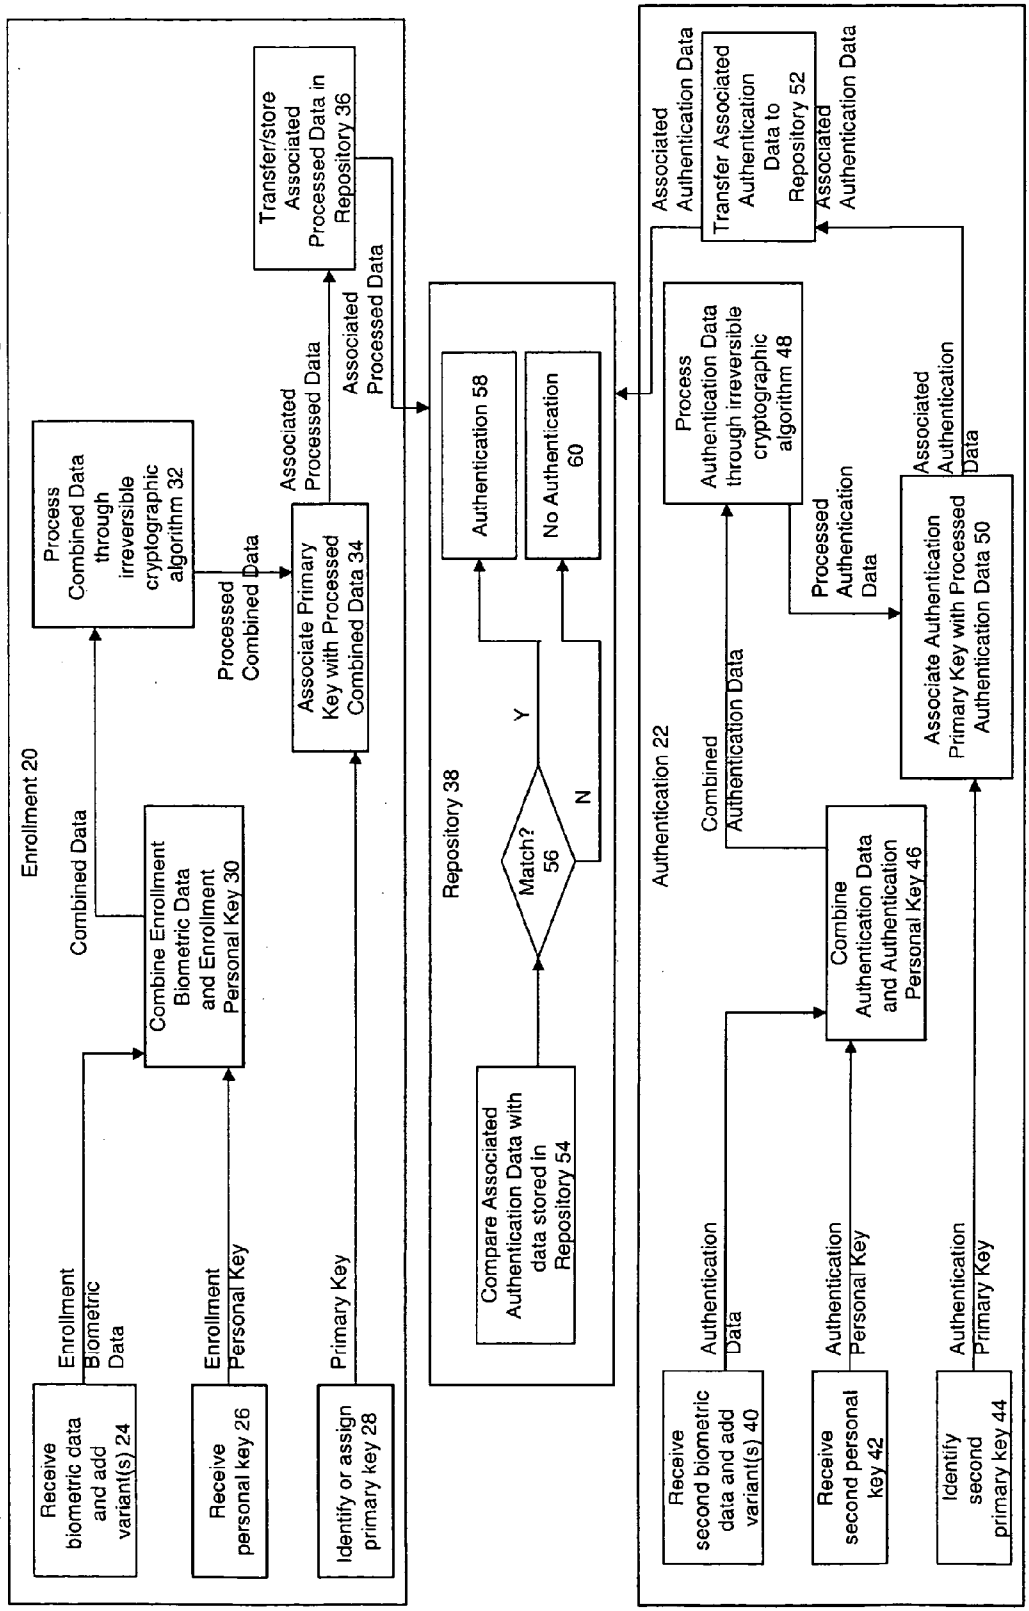 Enrollment 20
Receive
biometric data
and add
variant(s) 24
Enrollment
Biometric
Data
Receive
personal key 26
Enrollment
Personal Key
Identify or assign
primary key 28
Primary Key
Combine Enrollment
Biometric Data
and Enrollment
Personal Key 30
Combined Data
Process
Combined Data
through
irreversible
cryptographic
algorithm 32
Processed
Combined Data
Associate Primary
Key with Processed
Combined Data 34
Associated
Processed Data
Transfer/store
Associated
Processed Data in
Repository 36
Associated
Processed Data
Repository 38
Compare Associated
Authentication Data with
data stored in
Repository 54
Match?
56
Y
N
Authentication 58
No Authentication
60
Authentication 22
Receive
second biometric
data and add
variant(s) 40
Authentication
Data
Receive
second personal
key 42
Authentication
Personal Key
Identify
second
primary key 44
Authentication
Primary Key
Combine
Authentication Data
and Authentication
Personal Key 46
Combined
Authentication Data
Process
Authentication Data
through irreversible
cryptographic
algorithm 48
Processed
Authentication
Data
Associate Authentication
Primary Key with Processed
Authentication Data 50
Associated
Authentication
Data
Transfer Associated
Authentication
Data to
Repository 52
Associated
Authentication Data
Associated
Authentication Data